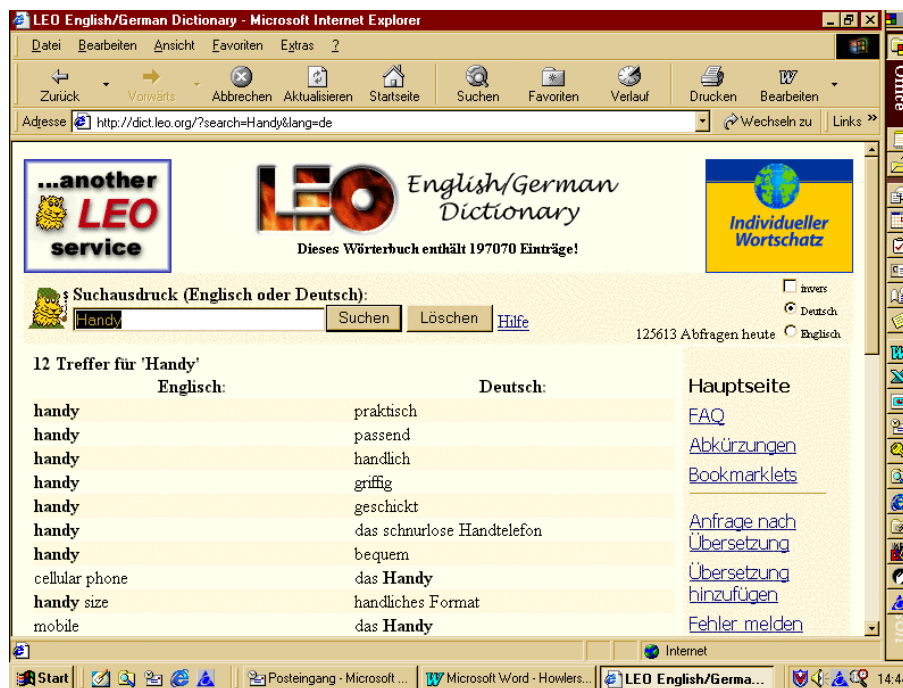 LEO English/German Dictionary - Microsoft Internet Explorer
Datei Bearbeiten Ansicht Favoriten Extras ?
Zurück Vorwärts Abbrechen Aktualisieren Startseite Suchen Favoriten Verlauf Drucken Bearbeiten
Adresse http://dict.leo.org/?search=Handy&lang=de Wechseln zu Links »
Office
...another
LEO
service
LEO English/German
Dictionary
Dieses Wörterbuch enthält 197070 Einträge!
Individueller
Wortschatz
Suchausdruck (Englisch oder Deutsch):
Handy Suchen Löschen Hilfe
invers
Deutsch
125613 Abfragen heute Englisch
12 Treffer für 'Handy'
Englisch: Deutsch:
handy praktisch
handy passend
handy handlich
handy griffig
handy geschickt
handy das schnurlose Handtelefon
handy bequem
cellular phone das Handy
handy size handliches Format
mobile das Handy
Hauptseite
FAQ
Abkürzungen
Bookmarklets
Anfrage nach
Übersetzung
Übersetzung
hinzufügen
Fehler melden
Internet
Start Posteingang - Microsoft ... Microsoft Word - Howlers... LEO English/Germa...